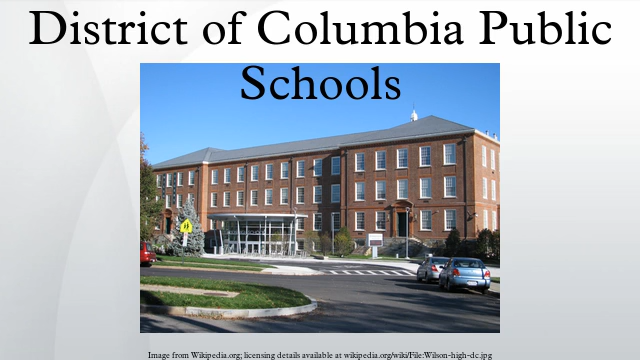 District of Columbia Public
Schools
Image from Wikipedia.org; licensing details available at wikipedia.org/wiki/File:Wilson-high-dc.jpg